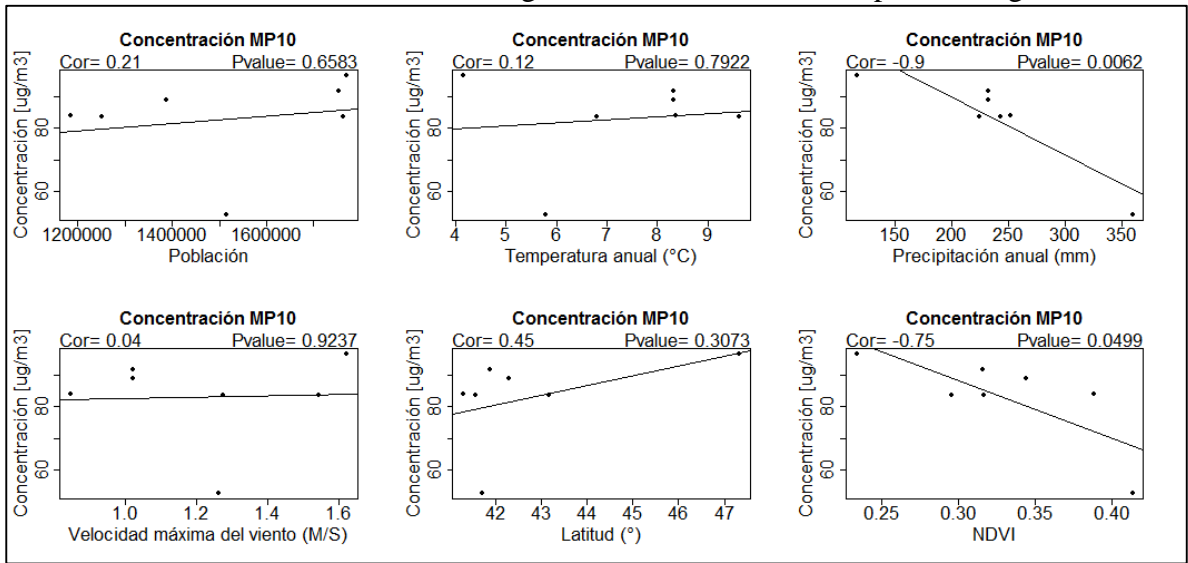 Concentración MP10
Cor= 0.21 Pvalue= 0.6583
Concentración [ug/m3]
80
60
1200000 1400000 1600000
Población
Concentración MP10
Cor= 0.12 Pvalue= 0.7922
Concentración [ug/m3]
80
60
4 5 6 7 8 9
Temperatura anual (°C)
Concentración MP10
Cor= -0.9 Pvalue= 0.0062
Concentración [ug/m3]
80
60
150 200 250 300 350
Precipitación anual (mm)
Concentración MP10
Cor= 0.04 Pvalue= 0.9237
Concentración [ug/m3]
80
60
1.0 1.2 1.4 1.6
Velocidad máxima del viento (M/S)
Concentración MP10
Cor= 0.45 Pvalue= 0.3073
Concentración [ug/m3]
80
60
42 43 44 45 46 47
Latitud (°)
Concentración MP10
Cor= -0.75 Pvalue= 0.0499
Concentración [ug/m3]
80
60
0.25 0.30 0.35 0.40
NDVI